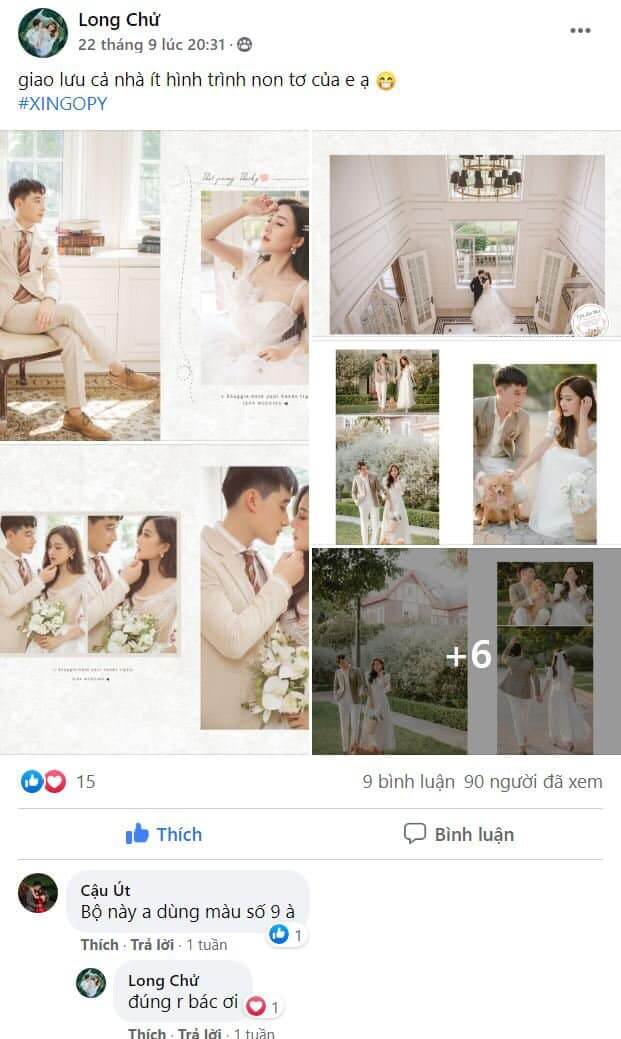 Long Chử
22 tháng 9 lúc 20:31 ·
giao lưu cả nhà ít hình trình non tơ của e ạ 😁
#XINGOPY
+6
15
9 bình luận 90 người đã xem
Thích
Bình luận
Cậu Út
Bộ này a dùng màu số 9 à
Thích · Trả lời · 1 tuần
1
Long Chử
đúng r bác ơi
1
Thích · Trả lời · 1 tuần